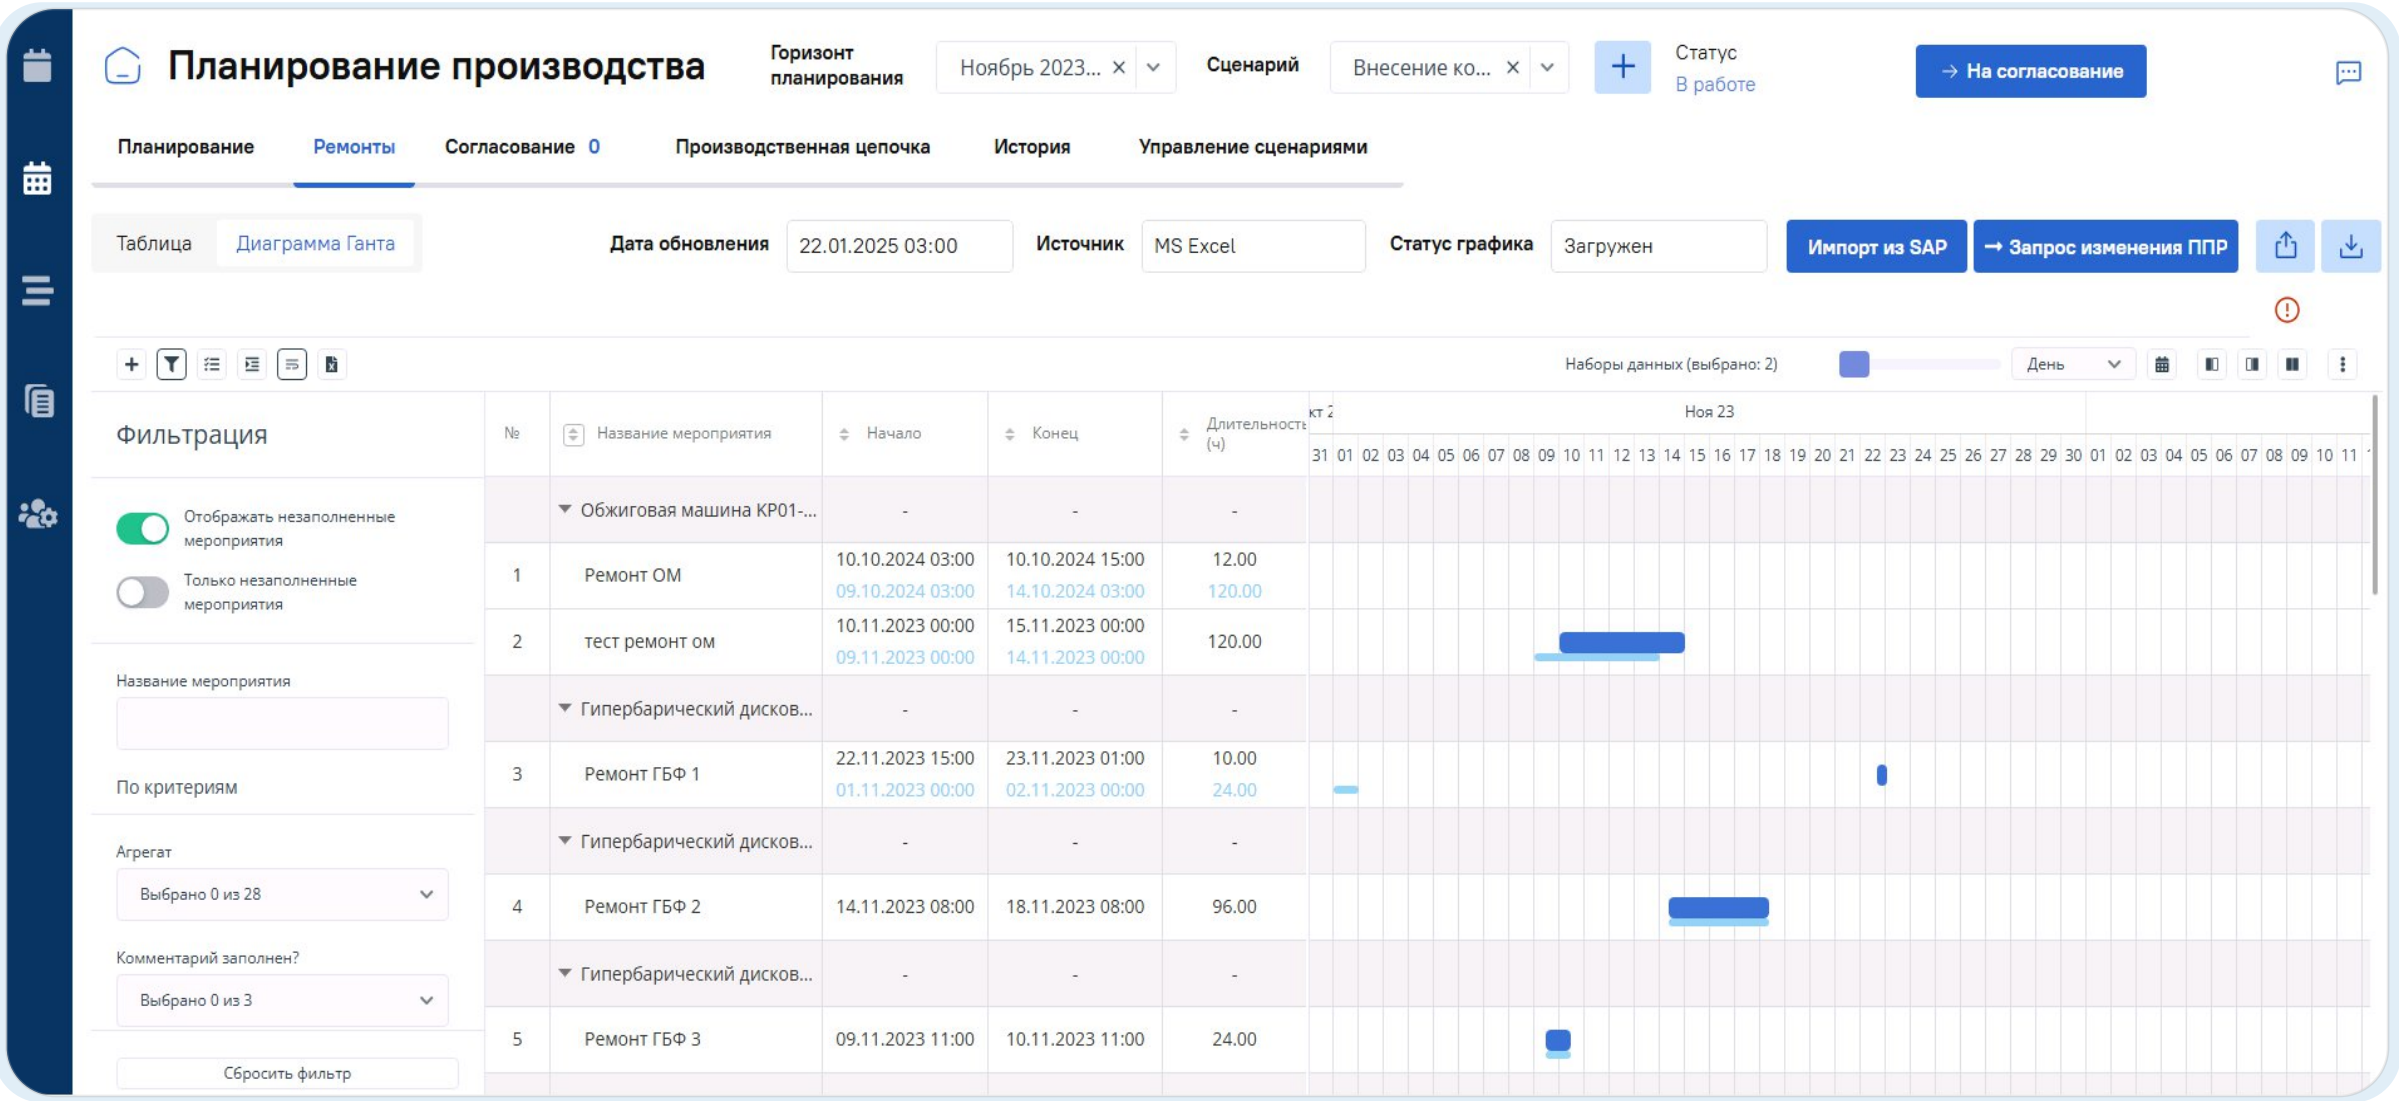 Планирование производства
Горизонт
планирования
Ноябрь 2023...
Сценарий
Внесение ко...
Статус
В работе
→ На согласование
Планирование
Ремонты
Согласование 0
Производственная цепочка
История
Управление сценариями
Таблица
Диаграмма Ганта
Дата обновления
22.01.2025 03:00
Источник
MS Excel
Статус графика
Загружен
Импорт из SAP
→ Запрос изменения ППР
Наборы данных (выбрано: 2)
День
Фильтрация
Отображать незаполненные
мероприятия
Только незаполненные
мероприятия
Название мероприятия
По критериям
Агрегат
Выбрано 0 из 28
Комментарий заполнен?
Выбрано 0 из 3
Сбросить фильтр
№ Название мероприятия Начало Конец Длительность
(ч)
кт 2 Ноя 23
31 01 02 03 04 05 06 07 08 09 10 11 12 13 14 15 16 17 18 19 20 21 22 23 24 25 26 27 28 29 30 01 02 03 04 05 06 07 08 09 10 11
Обжиговая машина КР01-... - - -
1 Ремонт ОМ 10.10.2024 03:00 10.10.2024 15:00 12.00
09.10.2024 03:00 14.10.2024 03:00 120.00
2 тест ремонт ом 10.11.2023 00:00 15.11.2023 00:00 120.00
09.11.2023 00:00 14.11.2023 00:00
Гипербарический дисков... - - -
3 Ремонт ГБФ 1 22.11.2023 15:00 23.11.2023 01:00 10.00
01.11.2023 00:00 02.11.2023 00:00 24.00
Гипербарический дисков... - - -
4 Ремонт ГБФ 2 14.11.2023 08:00 18.11.2023 08:00 96.00
Гипербарический дисков... - - -
5 Ремонт ГБФ 3 09.11.2023 11:00 10.11.2023 11:00 24.00